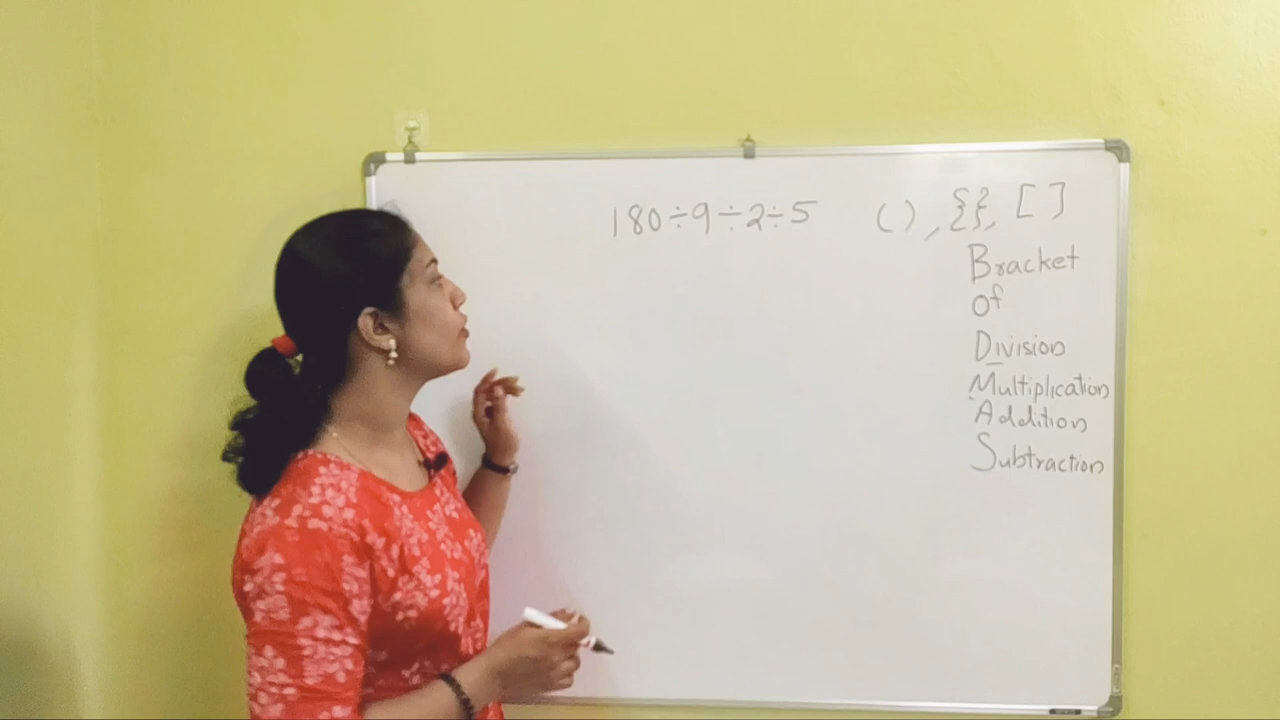 180÷9÷2÷5
( ) , {}, [ ]
Bracket
Of
Division
Multiplication
Addition
Subtraction